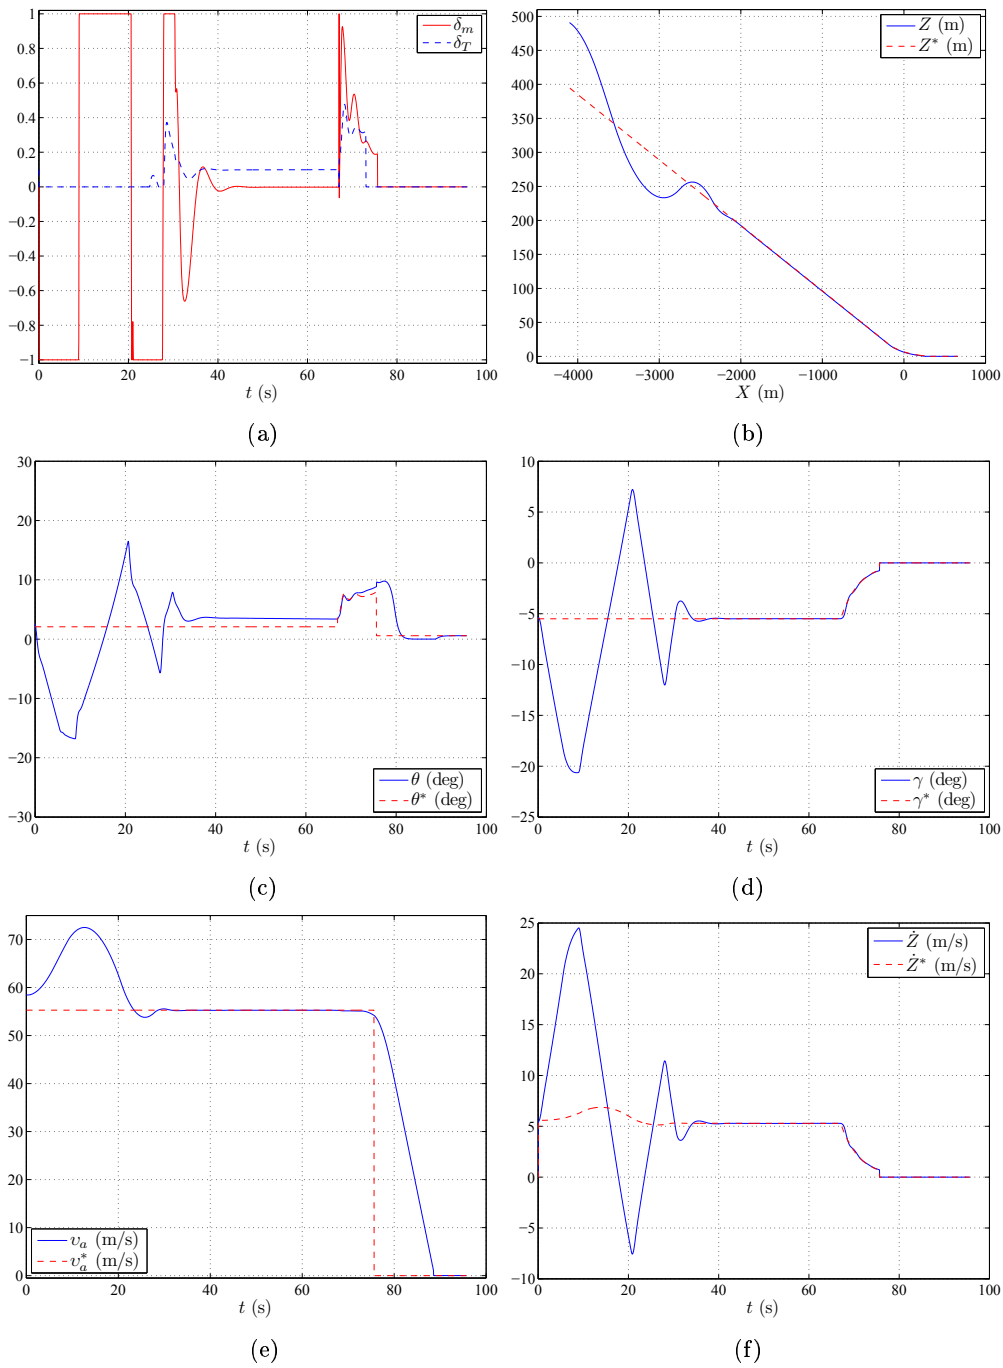 1
0.8
0.6
0.4
0.2
0
−0.2
−0.4
−0.6
−0.8
−1
0 20 40 60 80 100
t (s)
δm
δT
(a)
500
450
400
350
300
250
200
150
100
50
0
−4000 −3000 −2000 −1000 0 1000
X (m)
Z (m)
Z* (m)
(b)
30
20
10
0
−10
−20
−30
0 20 40 60 80 100
t (s)
θ (deg)
θ* (deg)
(c)
10
5
0
−5
−10
−15
−20
−25
0 20 40 60 80 100
t (s)
γ (deg)
γ* (deg)
(d)
70
60
50
40
30
20
10
0
0 20 40 60 80 100
t (s)
υa (m/s)
υa* (m/s)
(e)
25
20
15
10
5
0
−5
−10
0 20 40 60 80 100
t (s)
Ż (m/s)
Ż* (m/s)
(f)